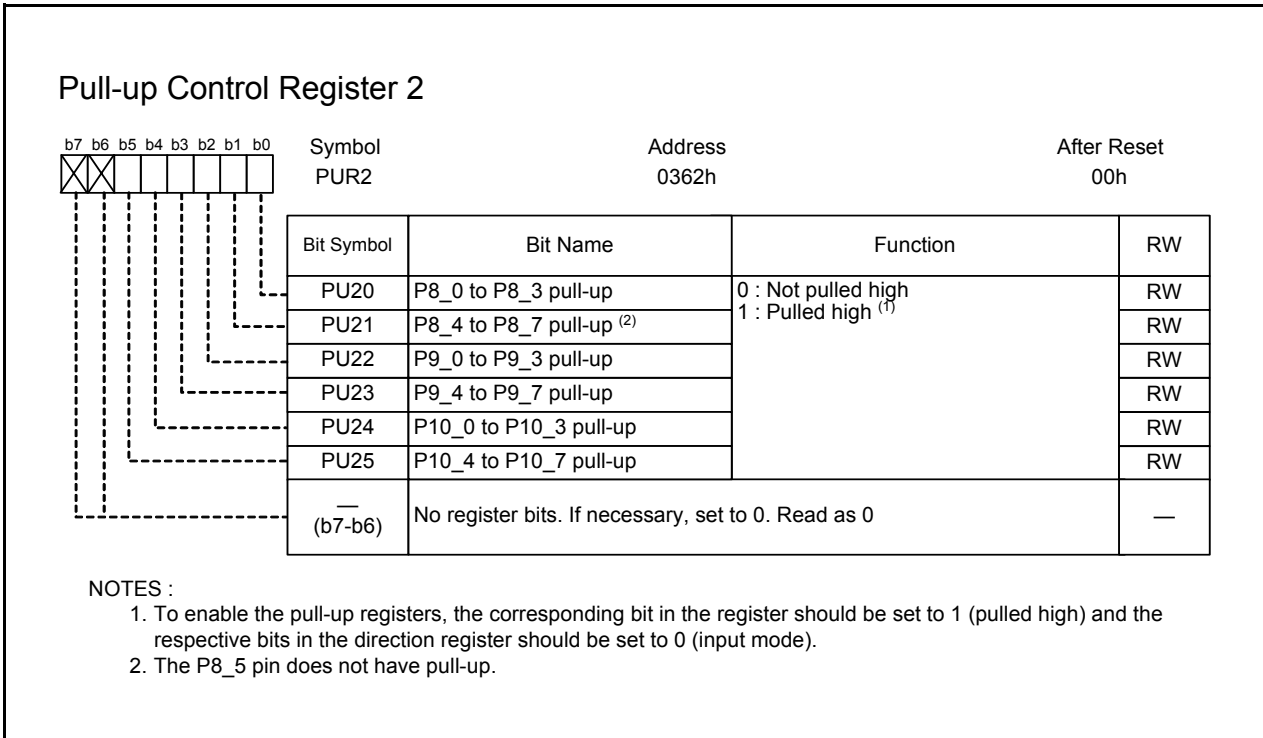 Pull-up Control Register 2
b7 b6 b5 b4 b3 b2 b1 b0 Symbol Address After Reset
PUR2 0362h 00h
Bit Symbol Bit Name Function RW
PU20 P8_0 to P8_3 pull-up 0 : Not pulled high RW
PU21 P8_4 to P8_7 pull-up (2) 1 : Pulled high (1) RW
PU22 P9_0 to P9_3 pull-up RW
PU23 P9_4 to P9_7 pull-up RW
PU24 P10_0 to P10_3 pull-up RW
PU25 P10_4 to P10_7 pull-up RW
— (b7-b6) No register bits. If necessary, set to 0. Read as 0 —
NOTES :
1. To enable the pull-up registers, the corresponding bit in the register should be set to 1 (pulled high) and the
respective bits in the direction register should be set to 0 (input mode).
2. The P8_5 pin does not have pull-up.